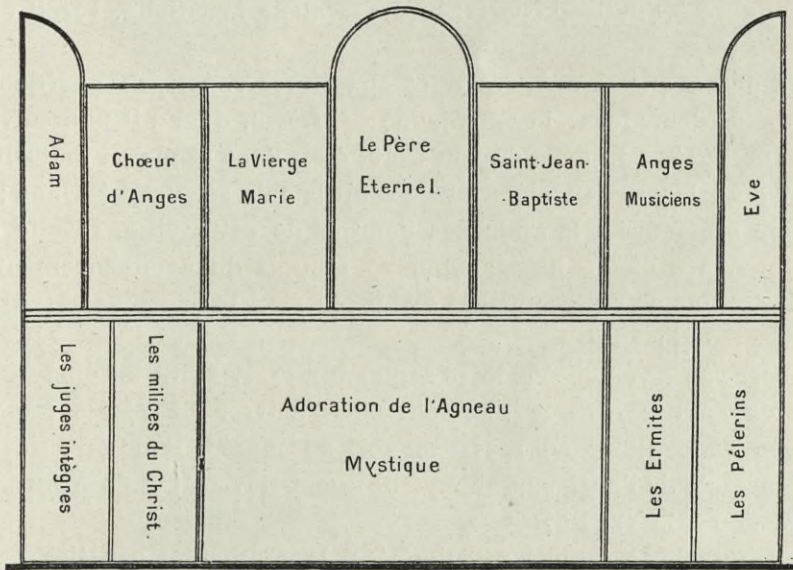 Adam
Chœur
d'Anges
La Vierge
Marie
Le Père
Eternel.
Saint-Jean-
-Baptiste
Anges
Musiciens
Eve
Les juges intègres
Les milices du Christ.
Adoration de l'Agneau
Mystique
Les Ermites
Les Pélerins